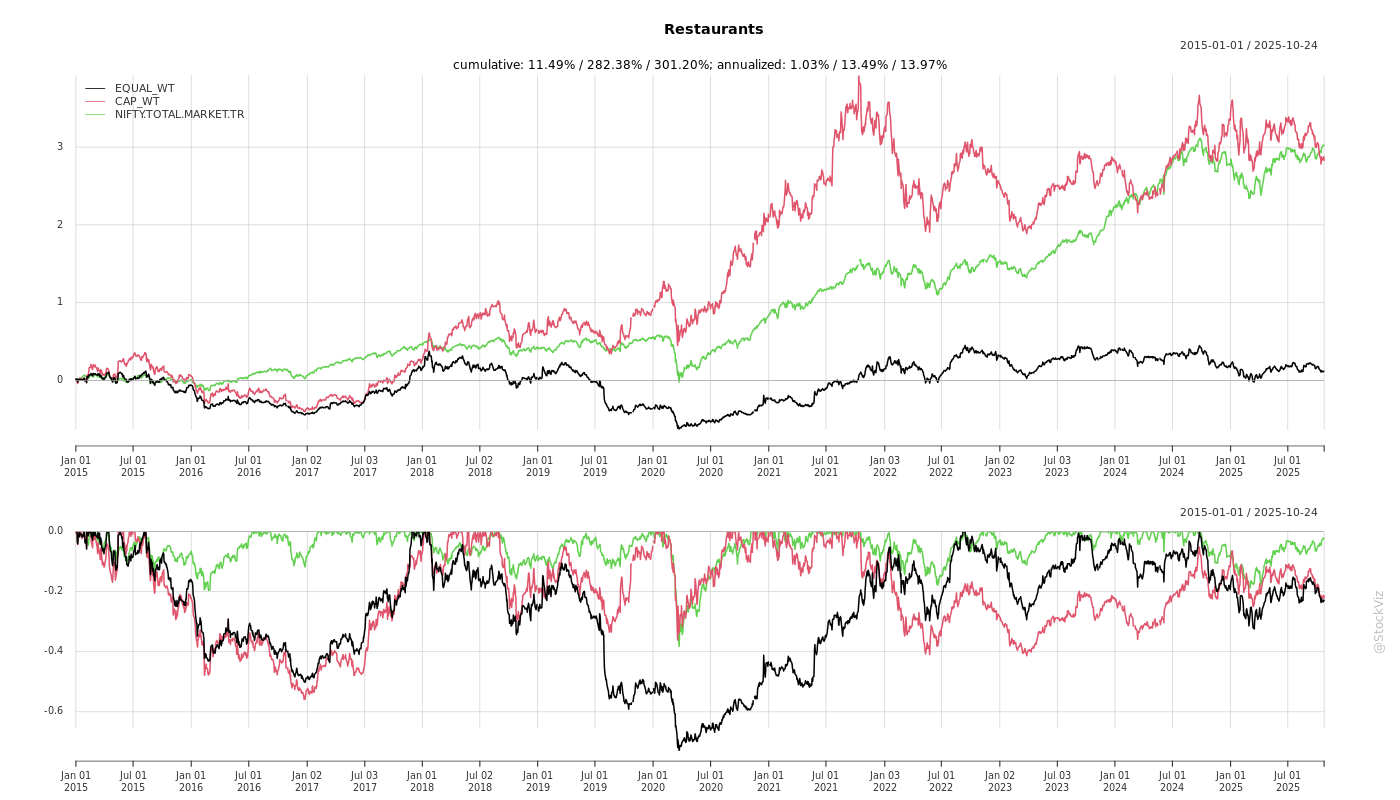 Restaurants
2015-01-01 / 2025-10-24
cumulative: 11.49% / 282.38% / 301.20%; annualized: 1.03% / 13.49% / 13.97%
EQUAL_WT
CAP_WT
NIFTY.TOTAL.MARKET.TR
3
2
1
0
Jan 01 Jul 01 Jan 01 Jul 01 Jan 02 Jul 03 Jan 01 Jul 02 Jan 01 Jul 01 Jan 01 Jul 01 Jan 01 Jul 01 Jan 03 Jul 01 Jan 02 Jul 03 Jan 01 Jul 01 Jan 01 Jul 01
2015 2015 2016 2016 2017 2017 2018 2018 2019 2019 2020 2020 2021 2021 2022 2022 2023 2023 2024 2024 2025 2025
2015-01-01 / 2025-10-24
0.0
-0.2
-0.4
-0.6
Jan 01 Jul 01 Jan 01 Jul 01 Jan 02 Jul 03 Jan 01 Jul 02 Jan 01 Jul 01 Jan 01 Jul 01 Jan 01 Jul 01 Jan 03 Jul 01 Jan 02 Jul 03 Jan 01 Jul 01 Jan 01 Jul 01
2015 2015 2016 2016 2017 2017 2018 2018 2019 2019 2020 2020 2021 2021 2022 2022 2023 2023 2024 2024 2025 2025
@StockViz